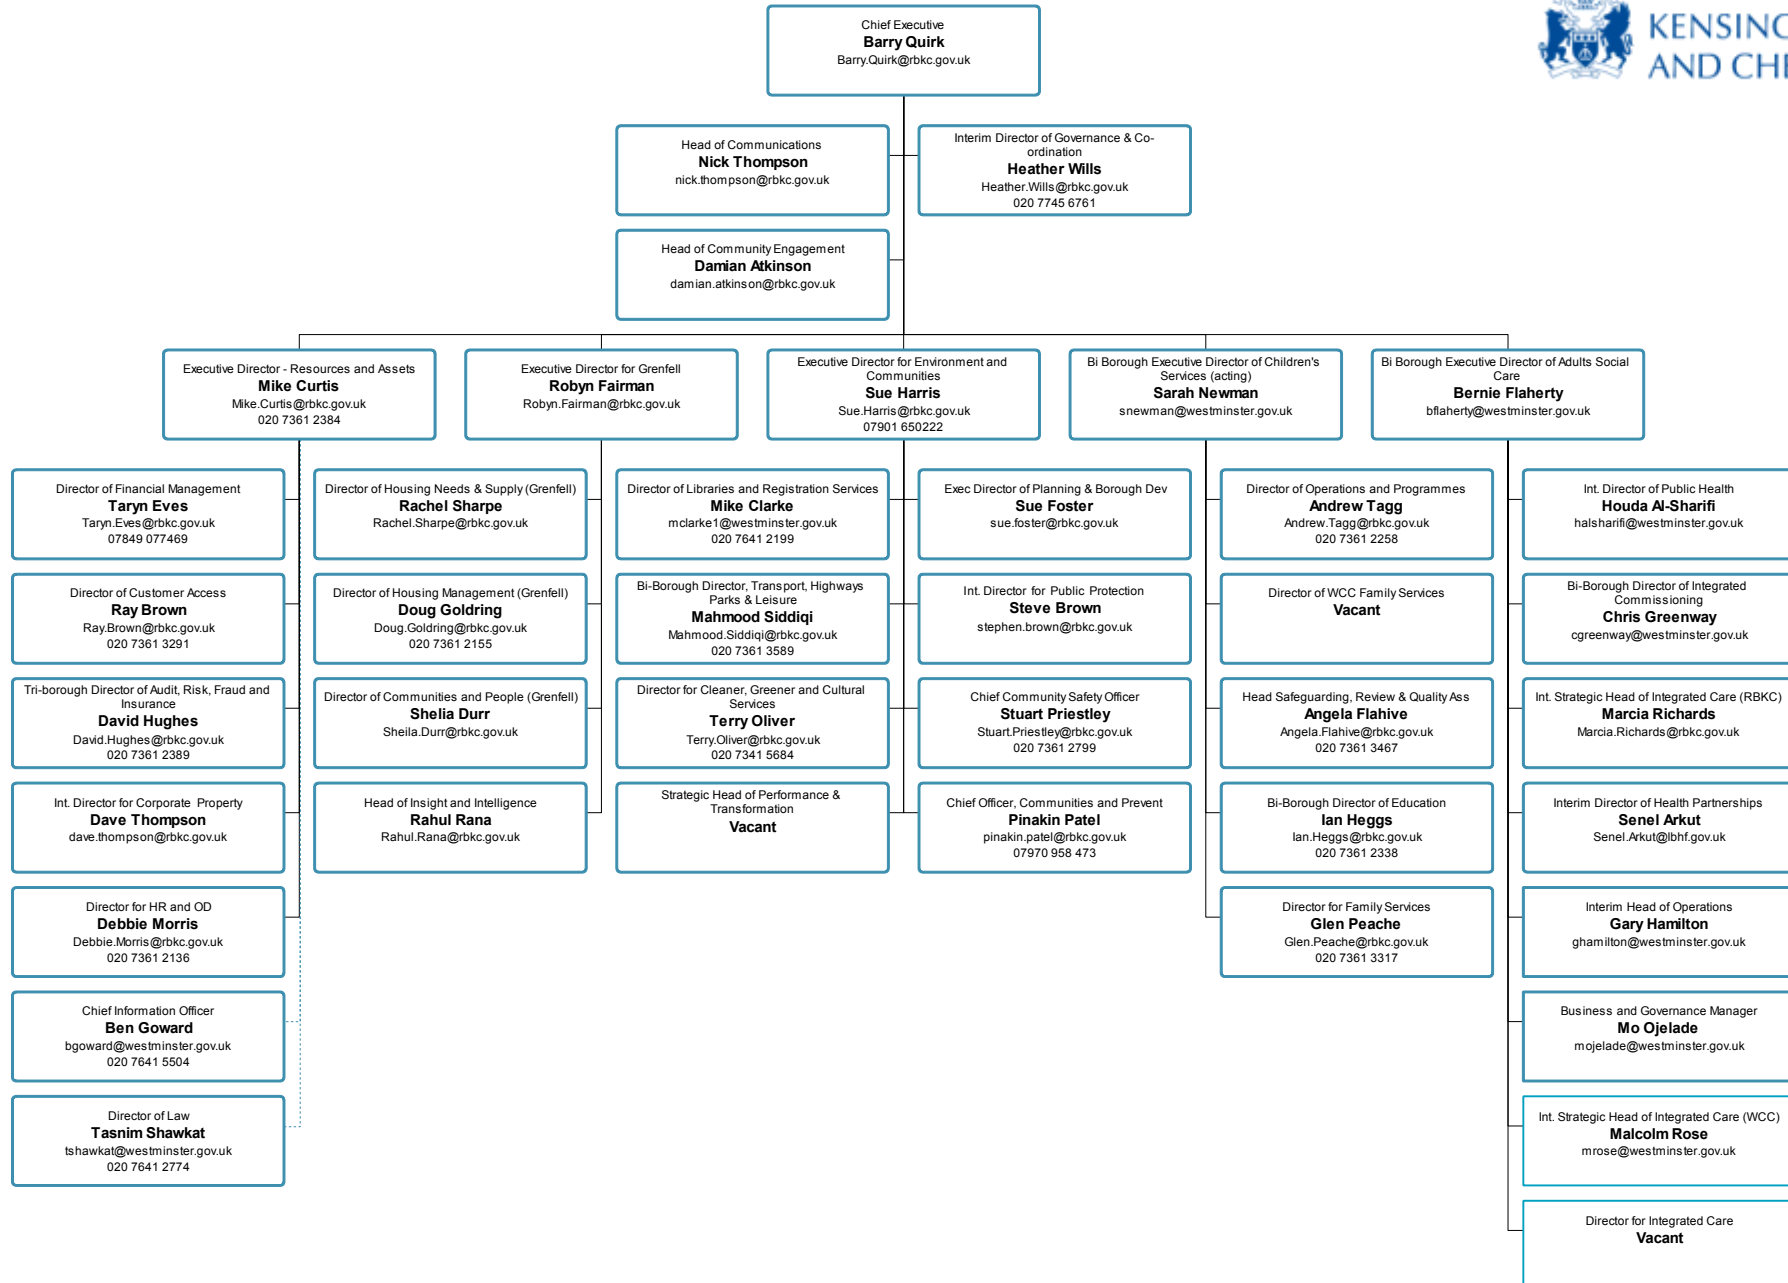 Chief Executive
Barry Quirk
Barry.Quirk@rbkc.gov.uk
KENSING
AND CHE
Head of Communications
Nick Thompson
nick.thompson@rbkc.gov.uk
Interim Director of Governance & Co-
ordination
Heather Wills
Heather.Wills@rbkc.gov.uk
020 7745 6761
Head of Community Engagement
Damian Atkinson
damian.atkinson@rbkc.gov.uk
Executive Director - Resources and Assets
Mike Curtis
Mike.Curtis@rbkc.gov.uk
020 7361 2384
Executive Director for Grenfell
Robyn Fairman
Robyn.Fairman@rbkc.gov.uk
Executive Director for Environment and
Communities
Sue Harris
Sue.Harris@rbkc.gov.uk
07901 650222
Bi Borough Executive Director of Children's
Services (acting)
Sarah Newman
snewman@westminster.gov.uk
Bi Borough Executive Director of Adults Social
Care
Bernie Flaherty
bflaherty@westminster.gov.uk
Director of Financial Management
Taryn Eves
Taryn.Eves@rbkc.gov.uk
07849 077469
Director of Housing Needs & Supply (Grenfell)
Rachel Sharpe
Rachel.Sharpe@rbkc.gov.uk
Director of Libraries and Registration Services
Mike Clarke
mclarke1@westminster.gov.uk
020 7641 2199
Exec Director of Planning & Borough Dev
Sue Foster
sue.foster@rbkc.gov.uk
Director of Operations and Programmes
Andrew Tagg
Andrew.Tagg@rbkc.gov.uk
020 7361 2258
Int. Director of Public Health
Houda Al-Sharifi
halsharifi@westminster.gov.uk
Director of Customer Access
Ray Brown
Ray.Brown@rbkc.gov.uk
020 7361 3291
Director of Housing Management (Grenfell)
Doug Goldring
Doug.Goldring@rbkc.gov.uk
020 7361 2155
Bi-Borough Director, Transport, Highways
Parks & Leisure
Mahmood Siddiqi
Mahmood.Siddiqi@rbkc.gov.uk
020 7361 3589
Int. Director for Public Protection
Steve Brown
stephen.brown@rbkc.gov.uk
Director of WCC Family Services
Vacant
Bi-Borough Director of Integrated
Commissioning
Chris Greenway
cgreenway@westminster.gov.uk
Tri-borough Director of Audit, Risk, Fraud and
Insurance
David Hughes
David.Hughes@rbkc.gov.uk
020 7361 2389
Director of Communities and People (Grenfell)
Shelia Durr
Sheila.Durr@rbkc.gov.uk
Director for Cleaner, Greener and Cultural
Services
Terry Oliver
Terry.Oliver@rbkc.gov.uk
020 7341 5684
Chief Community Safety Officer
Stuart Priestley
Stuart.Priestley@rbkc.gov.uk
020 7361 2799
Head Safeguarding, Review & Quality Ass
Angela Flahive
Angela.Flahive@rbkc.gov.uk
020 7361 3467
Int. Strategic Head of Integrated Care (RBKC)
Marcia Richards
Marcia.Richards@rbkc.gov.uk
Int. Director for Corporate Property
Dave Thompson
dave.thompson@rbkc.gov.uk
Head of Insight and Intelligence
Rahul Rana
Rahul.Rana@rbkc.gov.uk
Strategic Head of Performance &
Transformation
Vacant
Chief Officer, Communities and Prevent
Pinakin Patel
pinakin.patel@rbkc.gov.uk
07970 958 473
Bi-Borough Director of Education
Ian Heggs
Ian.Heggs@rbkc.gov.uk
020 7361 2338
Interim Director of Health Partnerships
Senel Arkut
Senel.Arkut@lbhf.gov.uk
Director for HR and OD
Debbie Morris
Debbie.Morris@rbkc.gov.uk
020 7361 2136
Director for Family Services
Glen Peache
Glen.Peache@rbkc.gov.uk
020 7361 3317
Interim Head of Operations
Gary Hamilton
ghamilton@westminster.gov.uk
Chief Information Officer
Ben Goward
bgoward@westminster.gov.uk
020 7641 5504
Business and Governance Manager
Mo Ojelade
mojelade@westminster.gov.uk
Director of Law
Tasnim Shawkat
tshawkat@westminster.gov.uk
020 7641 2774
Int. Strategic Head of Integrated Care (WCC)
Malcolm Rose
mrose@westminster.gov.uk
Director for Integrated Care
Vacant